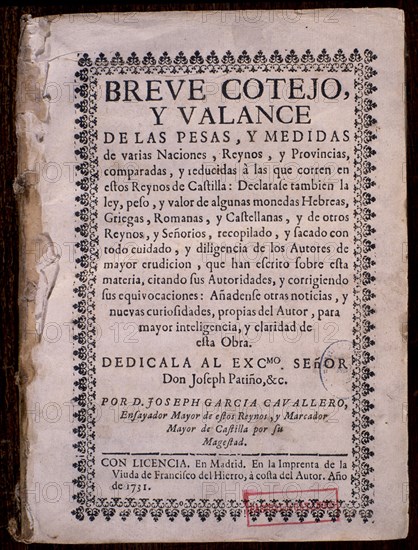 BREVE COTEJO,
Y VALANCE
DE LAS PESAS, Y MEDIDAS
de varias Naciones, Reynos, y Provincias,
comparadas, y reducidas à las que corren en
estos Reynos de Castilla: Declarase tambien la
ley, peso, y valor de algunas monedas Hebreas,
Griegas, Romanas, y Castellanas, y de otros
Reynos, y Señorios, recopilado, y sacado con
todo cuidado, y diligencia de los Autores de
mayor erudicion, que han escrito sobre esta
materia, citando sus Autoridades, y corrigiendo
sus equivocaciones: Añadense otras noticias, y
nuevas curiosidades, propias del Autor, para
mayor inteligencia, y claridad de
esta Obra.
DEDICALA AL EXCMO. SEñOR
Don Joseph Patiño, &c.
POR D. JOSEPH GARCIA CAVALLERO,
Ensayador Mayor de estos Reynos, y Marcador
Mayor de Castilla por su
Magestad.
CON LICENCIA. En Madrid. En la Imprenta de la
Viuda de Francisco del Hierro, à costa del Autor. Año
de 1731.